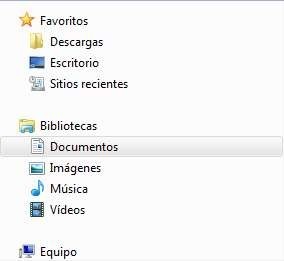 Favoritos
Descargas
Escritorio
Sitios recientes
Bibliotecas
Documentos
Imágenes
Música
Vídeos
Equipo